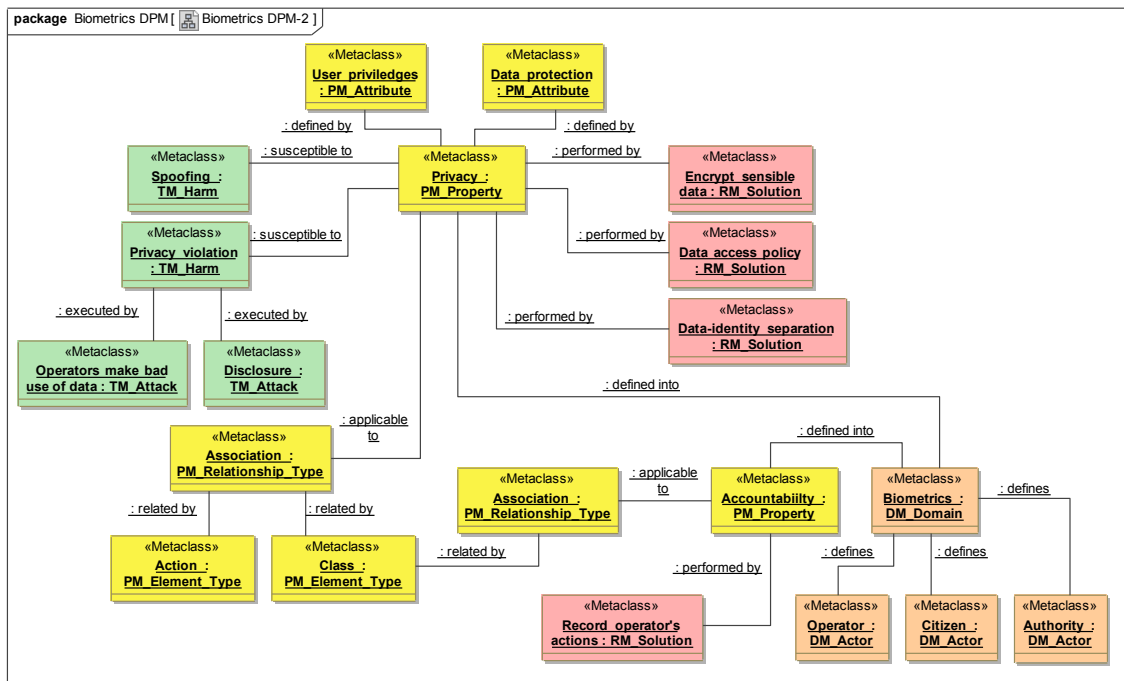 package Biometrics DPM [ Biometrics DPM-2 ]
«Metaclass»
User_priviledges
: PM_Attribute
«Metaclass»
Data_protection
: PM_Attribute
: defined by
: defined by
«Metaclass»
Spoofing :
TM_Harm
: susceptible to
«Metaclass»
Privacy :
PM_Property
: performed by
«Metaclass»
Encrypt_sensible
data : RM_Solution
«Metaclass»
Privacy_violation
: TM_Harm
: susceptible to
: performed by
«Metaclass»
Data_access_policy
: RM_Solution
: executed by
: executed by
: performed by
«Metaclass»
Data-identity_separation
: RM_Solution
«Metaclass»
Operators_make_bad
use of data : TM_Attack
«Metaclass»
Disclosure :
TM_Attack
: defined into
: applicable
to
«Metaclass»
Association :
PM_Relationship_Type
: defined into
«Metaclass»
Association :
PM_Relationship_Type
: applicable
to
«Metaclass»
Accountabiilty :
PM_Property
«Metaclass»
Biometrics :
DM_Domain
: defines
: related by
: related by
«Metaclass»
Action :
PM_Element_Type
«Metaclass»
Class :
PM_Element_Type
: related by
: performed by
: defines
: defines
«Metaclass»
Record_operator's
actions : RM_Solution
«Metaclass»
Operator :
DM_Actor
«Metaclass»
Citizen :
DM_Actor
«Metaclass»
Authority :
DM_Actor